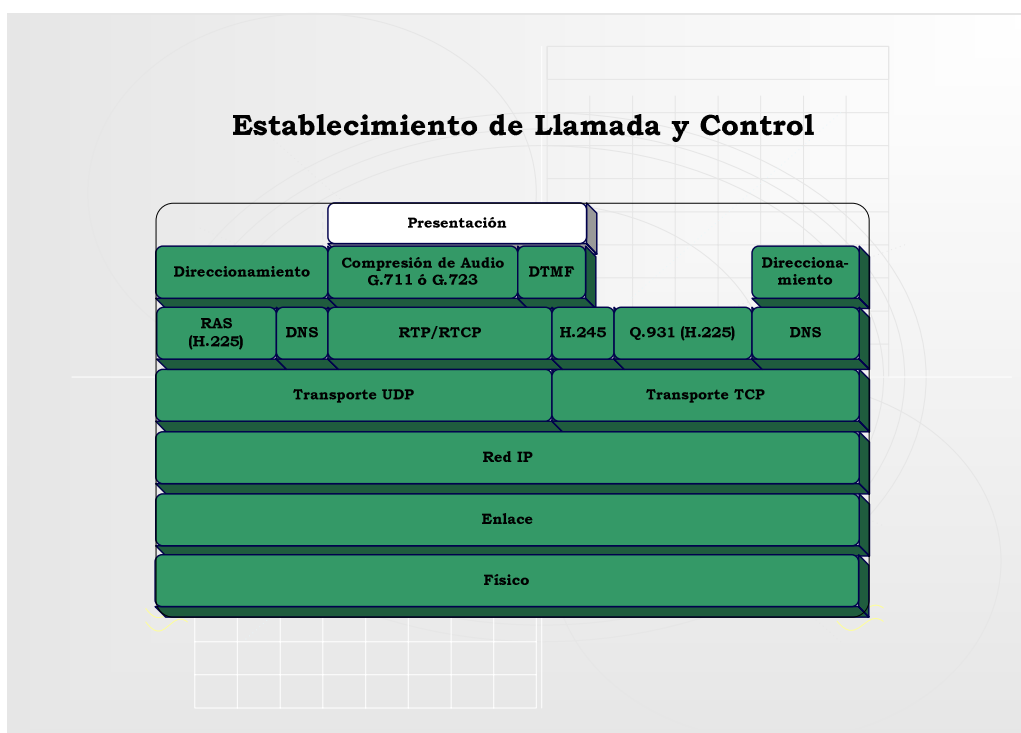 Establecimiento de Llamada y Control
Presentación
Direccionamiento
Compresión de Audio
G.711 ó G.723
DTMF
Direcciona-
miento
RAS
(H.225)
DNS
RTP/RTCP
H.245
Q.931 (H.225)
DNS
Transporte UDP
Transporte TCP
Red IP
Enlace
Físico